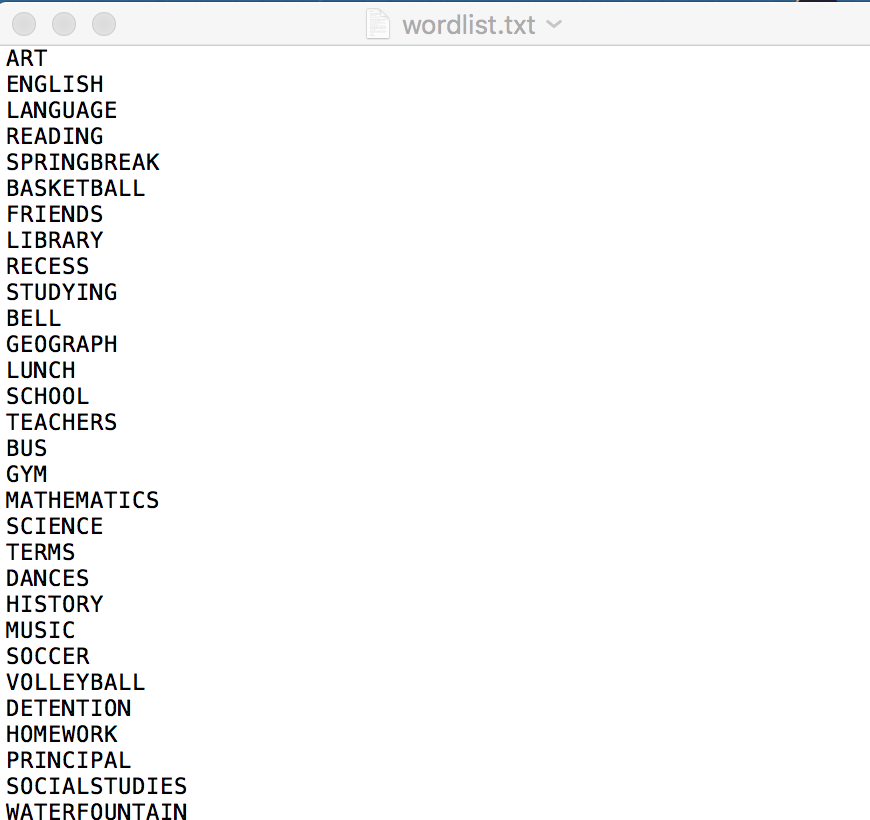 wordlist.txt
ART
ENGLISH
LANGUAGE
READING
SPRINGBREAK
BASKETBALL
FRIENDS
LIBRARY
RECESS
STUDYING
BELL
GEOGRAPH
LUNCH
SCHOOL
TEACHERS
BUS
GYM
MATHEMATICS
SCIENCE
TERMS
DANCES
HISTORY
MUSIC
SOCCER
VOLLEYBALL
DETENTION
HOMEWORK
PRINCIPAL
SOCIALSTUDIES
WATERFOUNTAIN